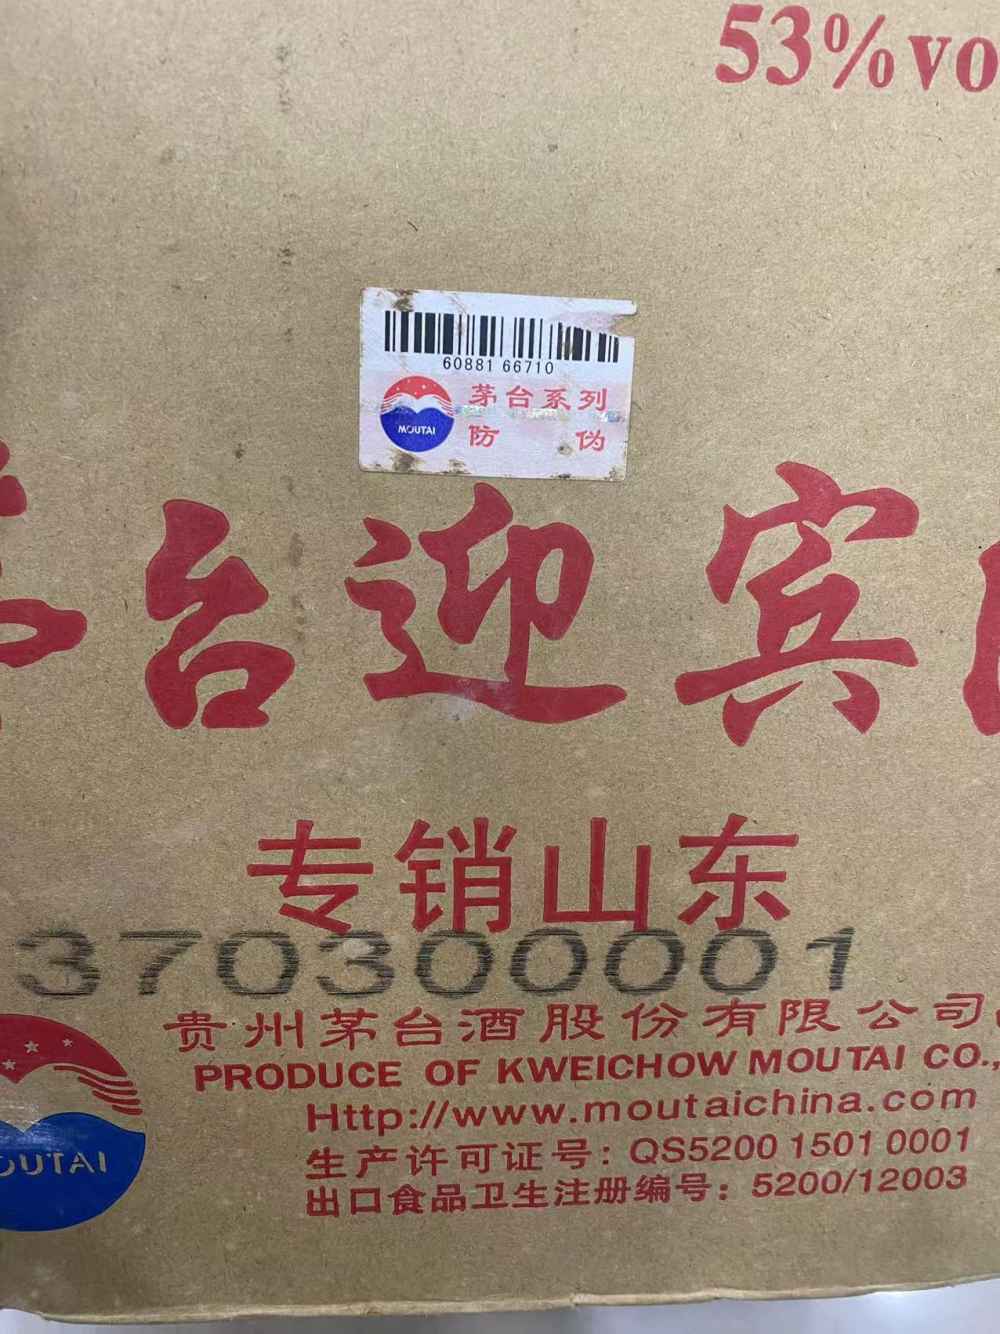 53%vo
60881 66710
MOUTAI
茅台系列
防 伪
茅台迎宾
专销山东
370300001
贵州茅台酒股份有限公司
PRODUCE OF KWEICHOW MOUTAI CO.,
Http://www.moutaichina.com
OUTAI
生产许可证号：QS5200 1501 0001
出口食品卫生注册编号：5200/12003